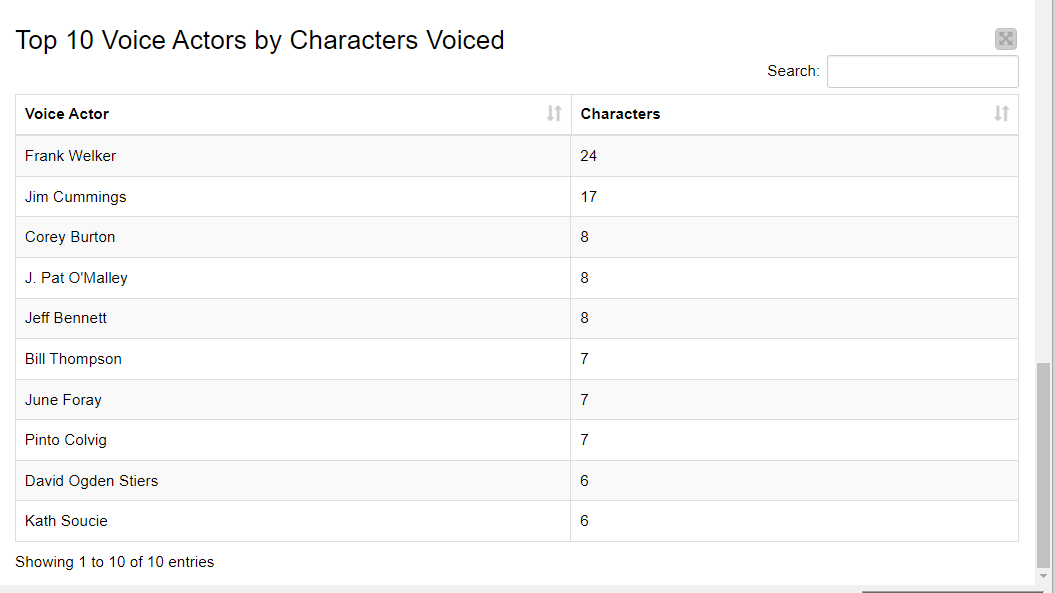 Top 10 Voice Actors by Characters Voiced
Search:
Voice Actor Characters
Frank Welker 24
Jim Cummings 17
Corey Burton 8
J. Pat O'Malley 8
Jeff Bennett 8
Bill Thompson 7
June Foray 7
Pinto Colvig 7
David Ogden Stiers 6
Kath Soucie 6
Showing 1 to 10 of 10 entries